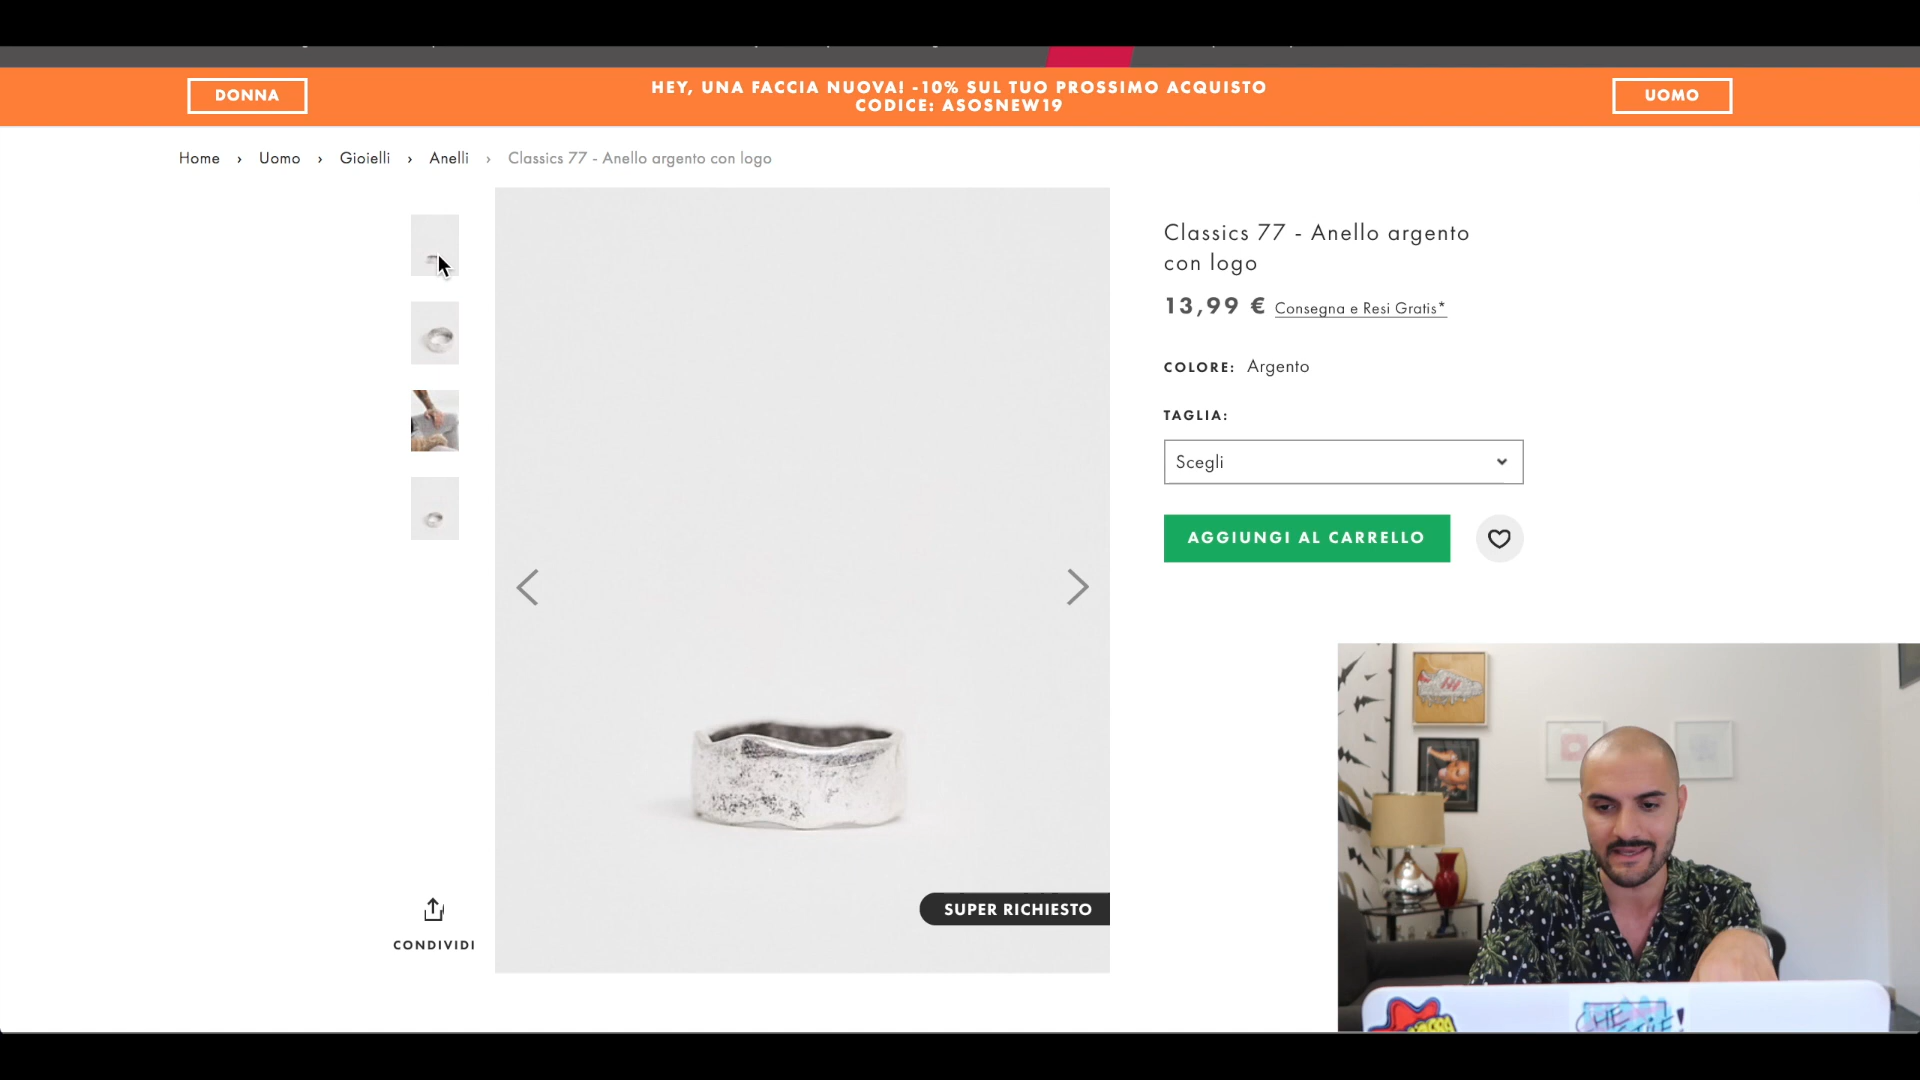 DONNA
HEY, UNA FACCIA NUOVA! -10% SUL TUO PROSSIMO ACQUISTO
CODICE: ASOSNEW19
UOMO
Home › Uomo › Gioielli › Anelli › Classics 77 - Anello argento con logo
Classics 77 - Anello argento
con logo
13,99 € Consegna e Resi Gratis*
COLORE: Argento
TAGLIA:
Scegli
AGGIUNGI AL CARRELLO
SUPER RICHIESTO
CONDIVIDI
CHE